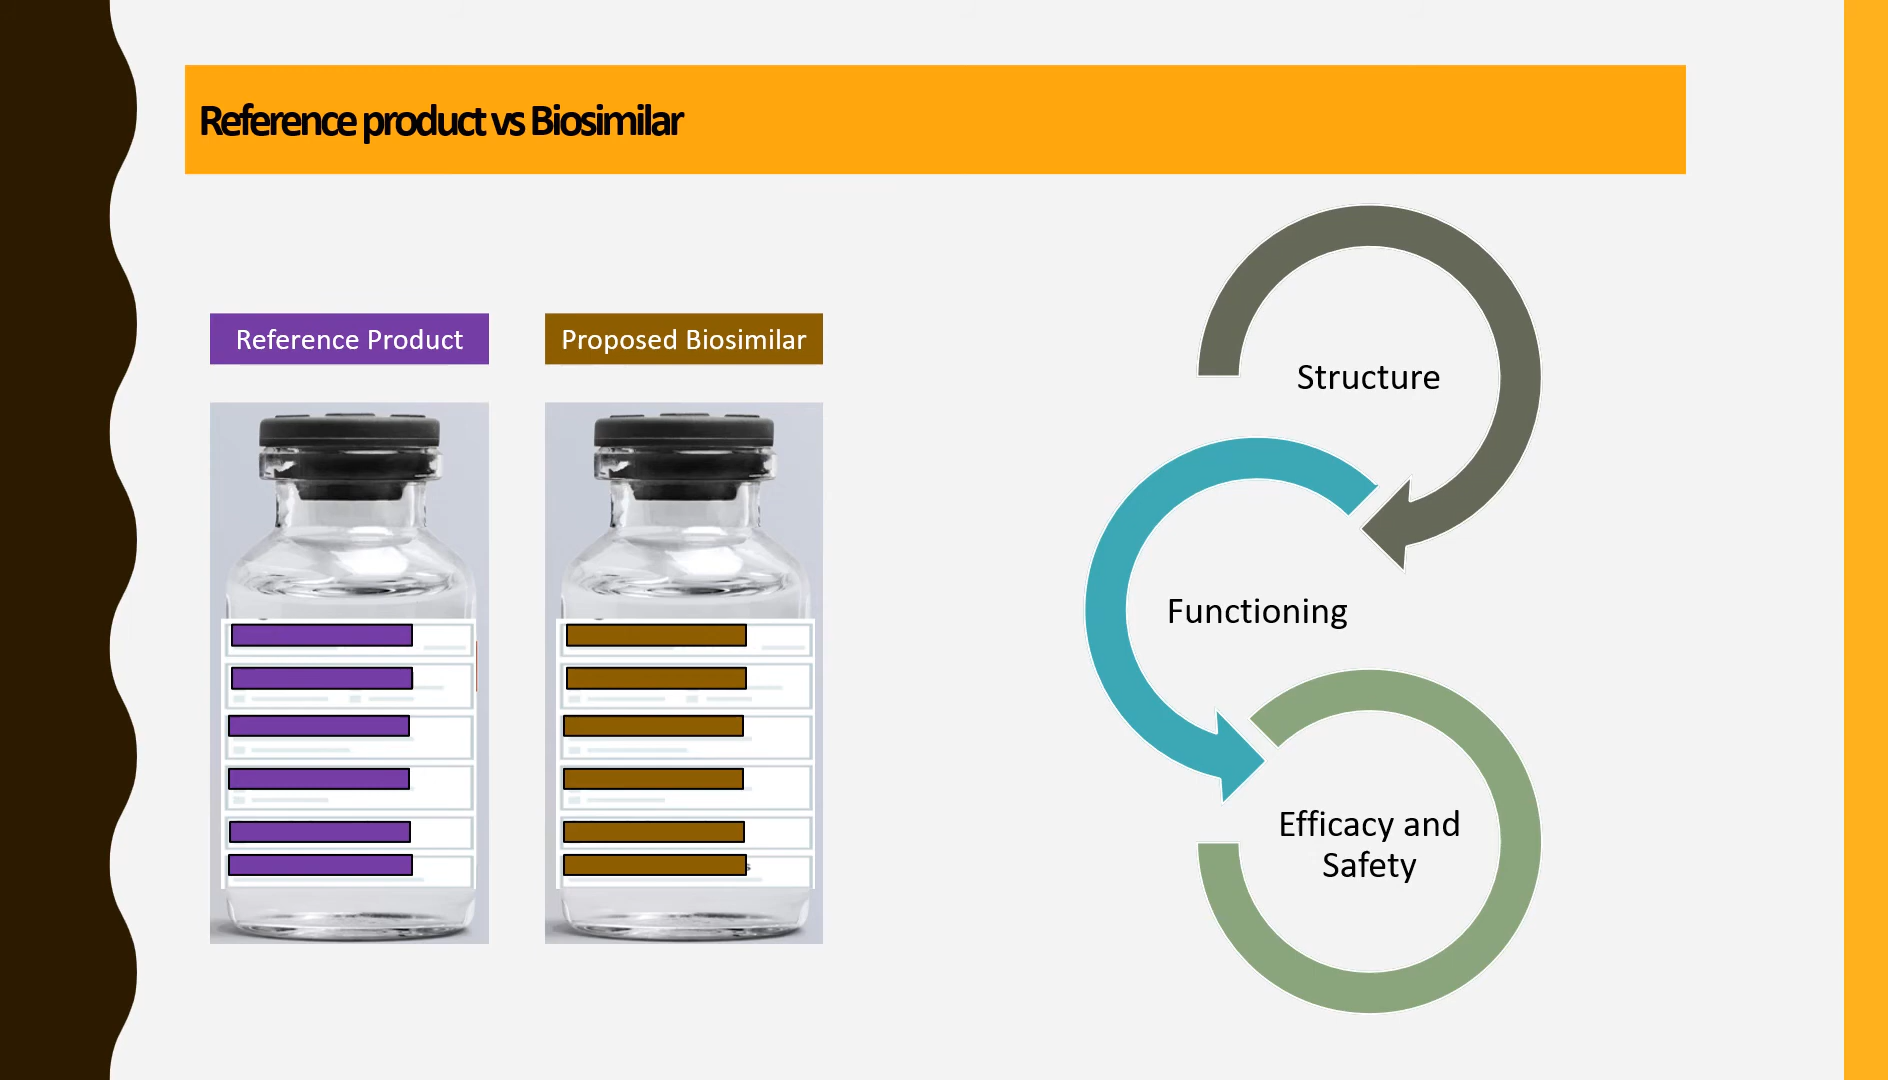 Reference product vs Biosimilar
Reference Product
Proposed Biosimilar
Structure
Functioning
Efficacy and
Safety